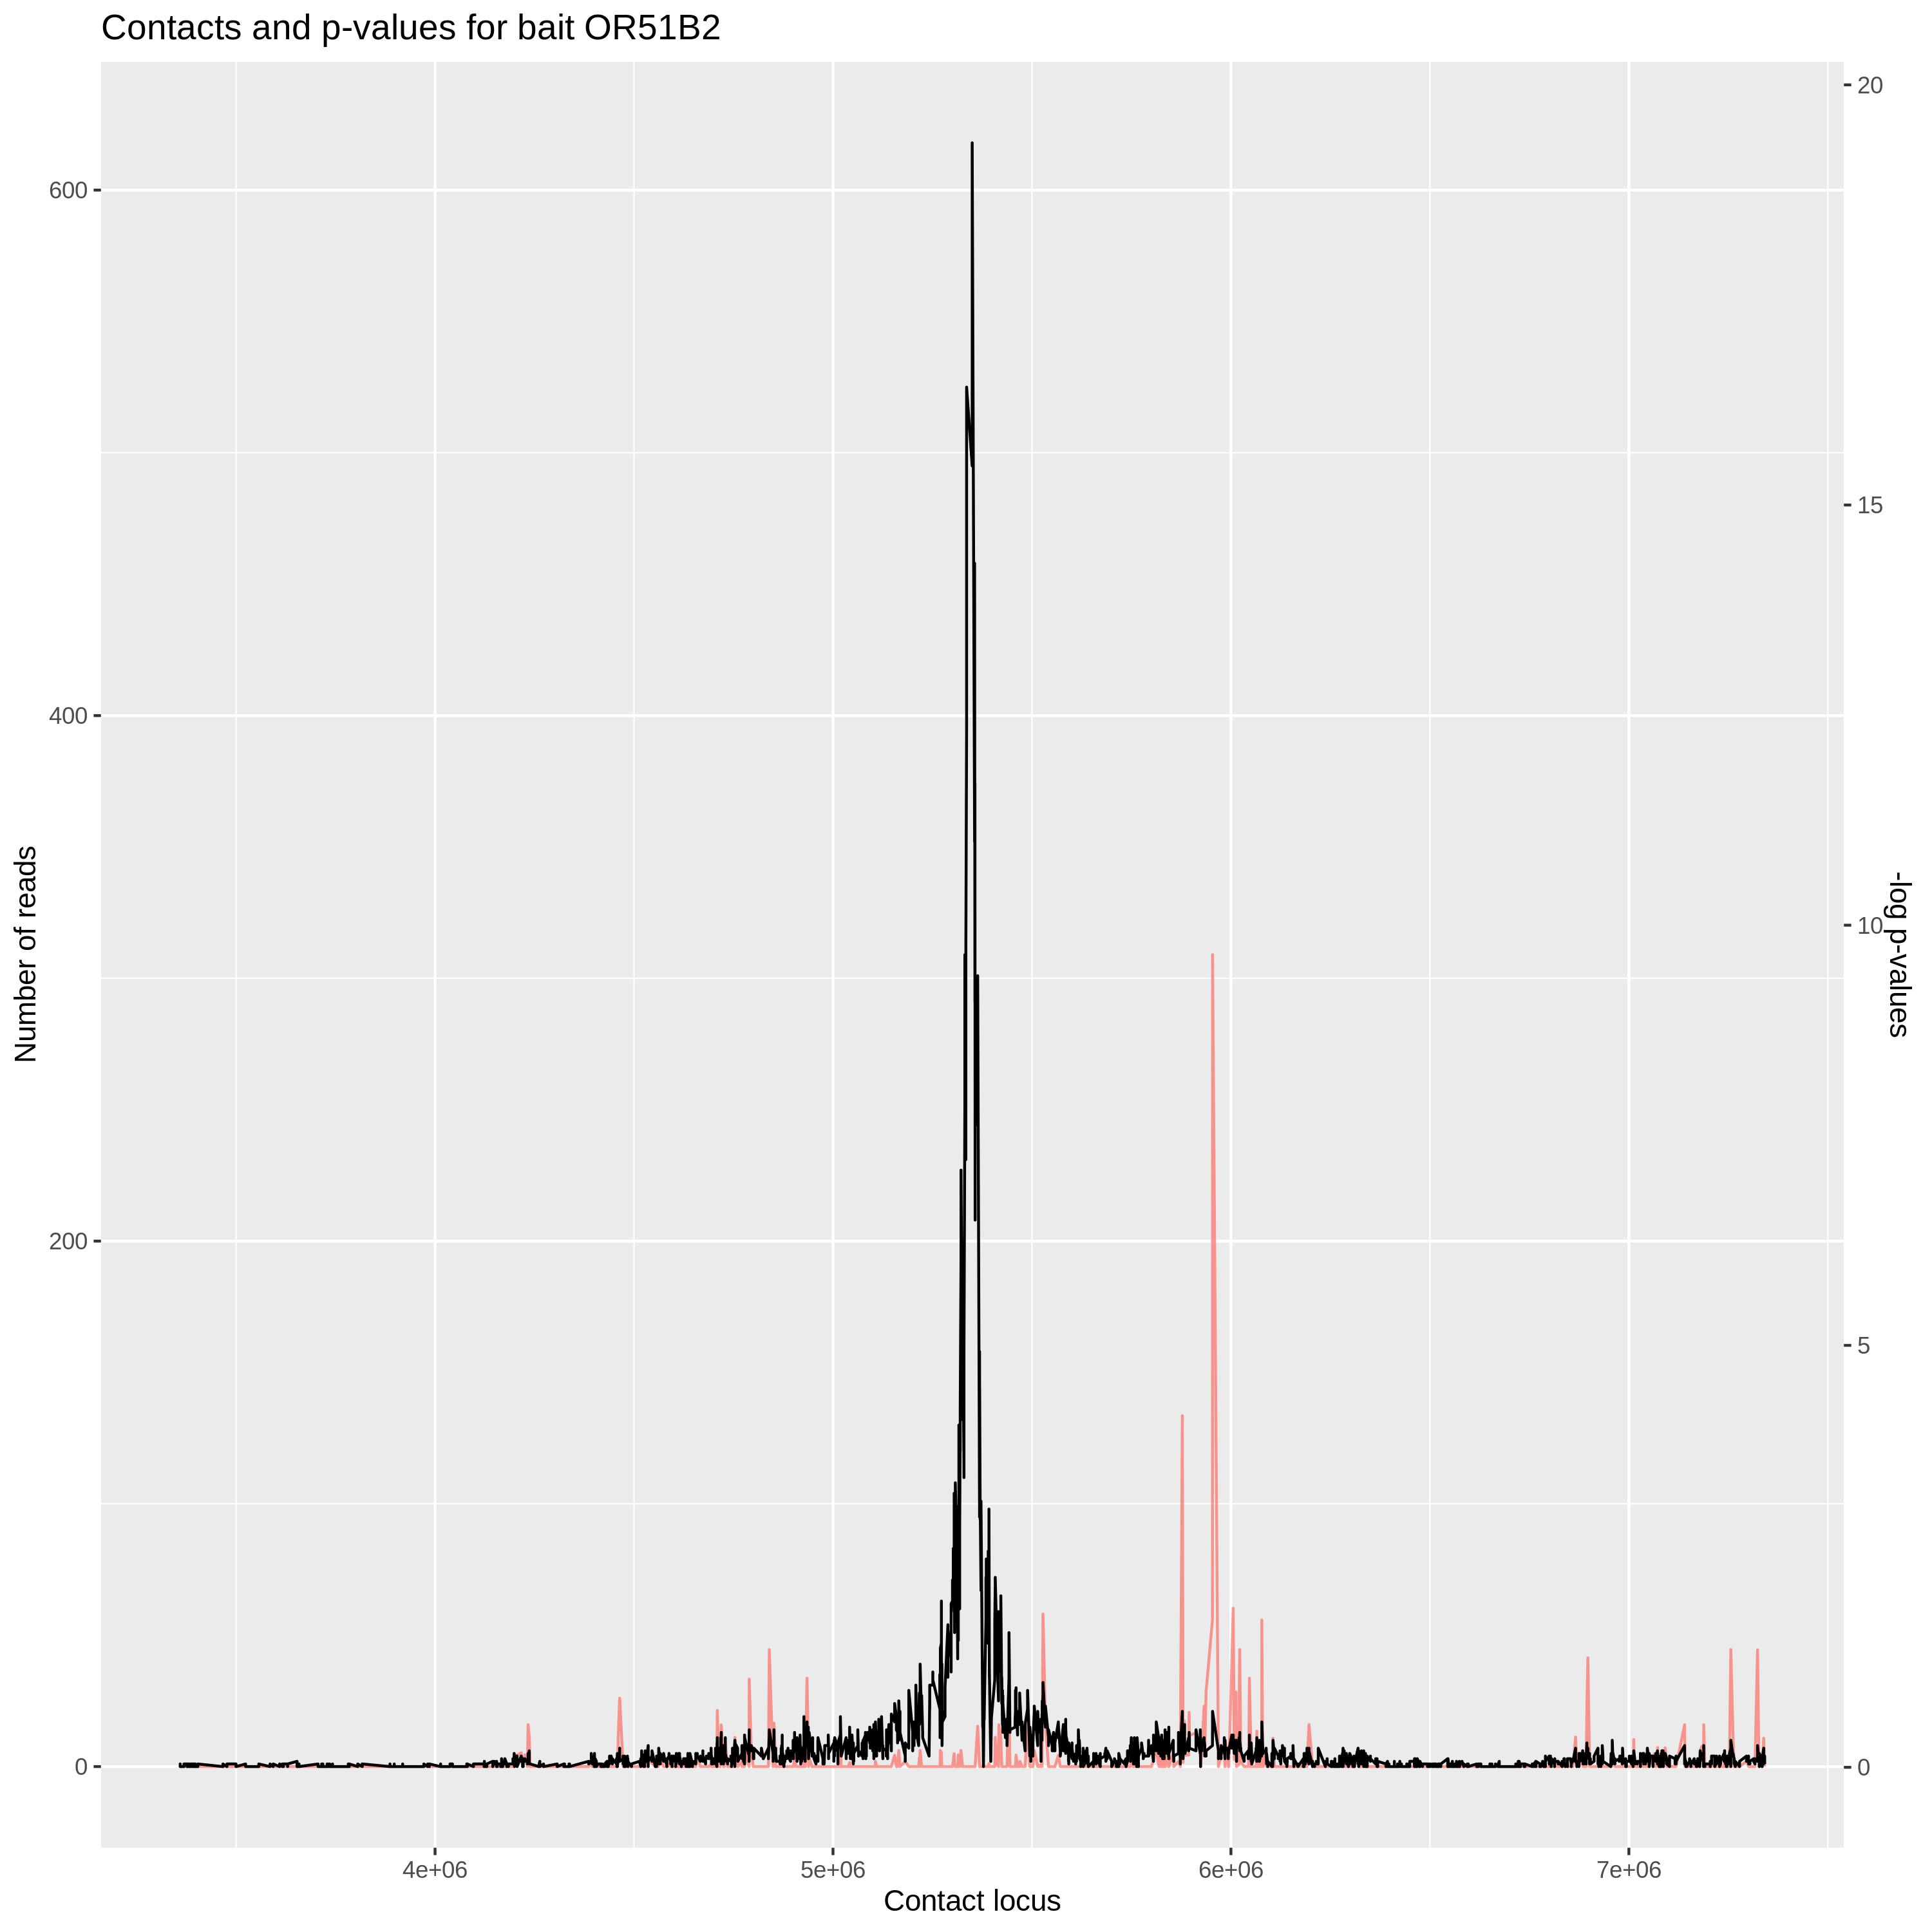 Contacts and p-values for bait OR51B2
600
400
200
0
Number of reads
20
15
10
5
0
-log p-values
4e+06 5e+06 6e+06 7e+06
Contact locus